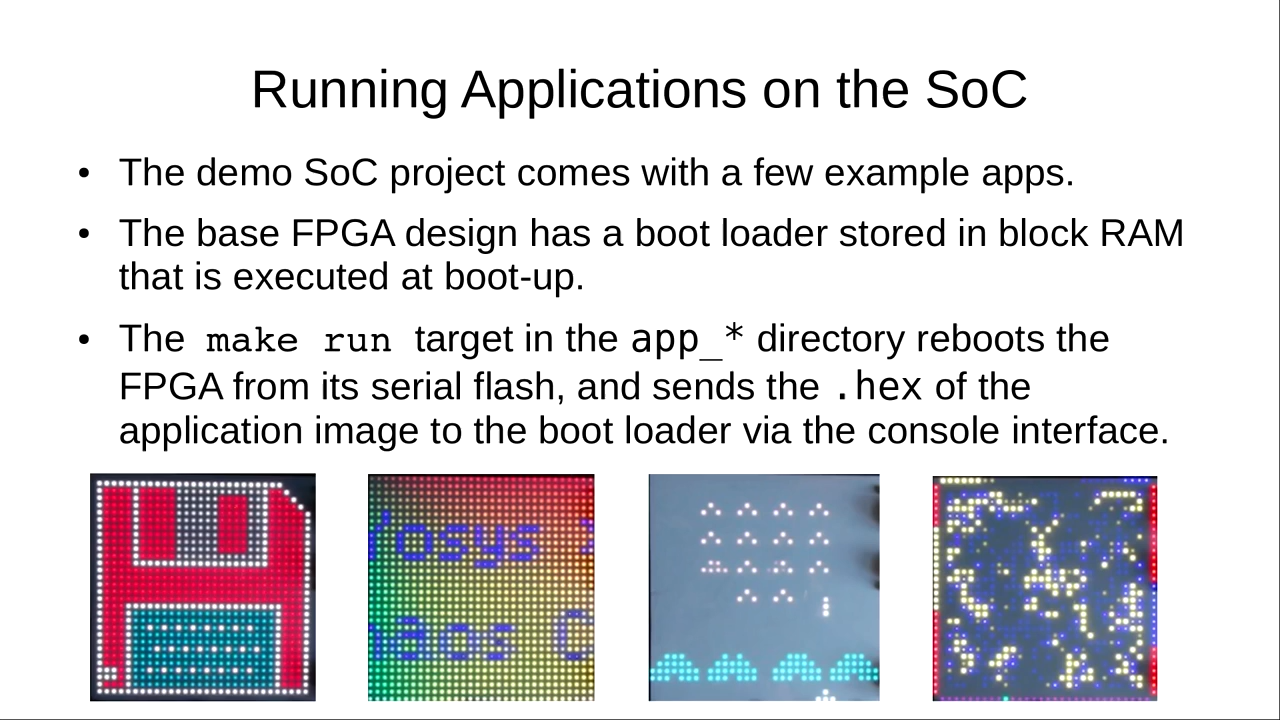 Running Applications on the SoC
• The demo SoC project comes with a few example apps.
• The base FPGA design has a boot loader stored in block RAM
that is executed at boot-up.
• The make run target in the app_* directory reboots the
FPGA from its serial flash, and sends the .hex of the
application image to the boot loader via the console interface.
osys
aos C